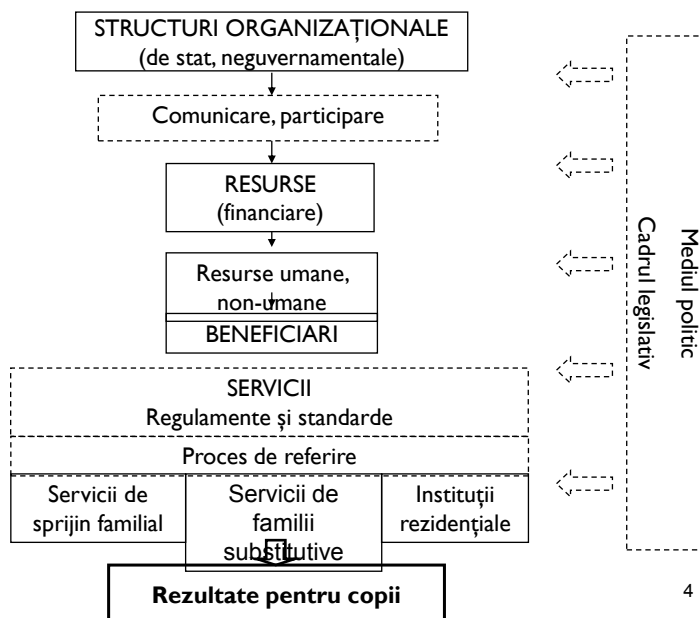 STRUCTURI ORGANIZAȚIONALE
(de stat, neguvernamentale)
Comunicare, participare
RESURSE
(financiare)
Resurse umane,
non-umane
BENEFICIARI
SERVICII
Regulamente și standarde
Proces de referire
Servicii de
sprijin familial
Servicii de
familii
substitutive
Instituții
rezidențiale
Rezultate pentru copii
Mediul politic
Cadrul legislativ
4